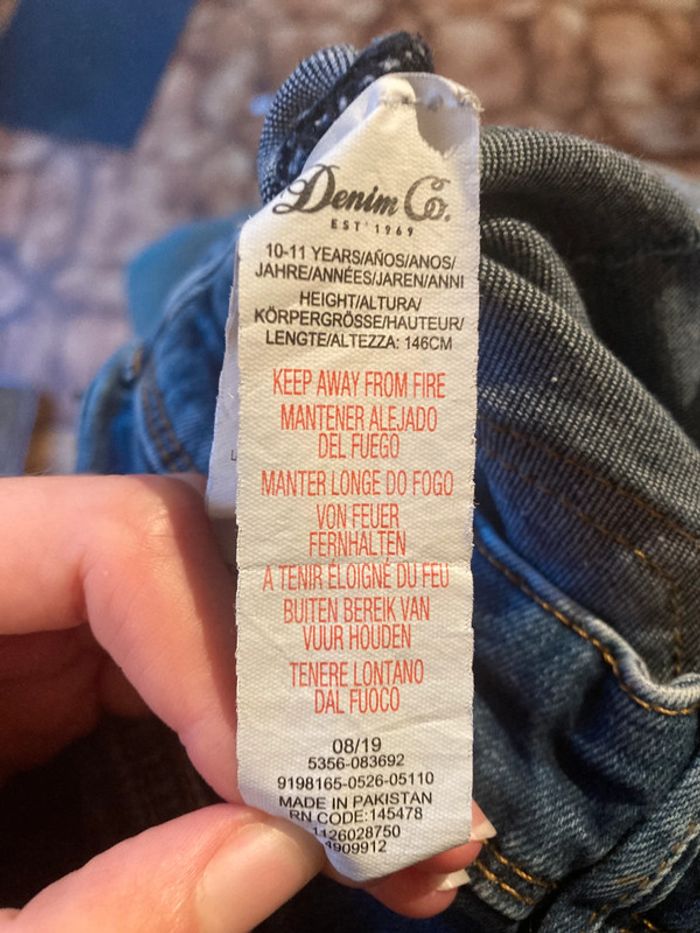 Denim Co.
EST' 1969
10-11 YEARS/AÑOS/ANOS/
JAHRE/ANNÉES/JAREN/ANNI
HEIGHT/ALTURA/
KÖRPERGRÖSSE/HAUTEUR/
LENGTE/ALTEZZA: 146CM
KEEP AWAY FROM FIRE
MANTENER ALEJADO
DEL FUEGO
MANTER LONGE DO FOGO
VON FEUER
FERNHALTEN
A TENIR ÉLOIGNÉ DU FEU
BUITEN BEREIK VAN
VUUR HOUDEN
TENERE LONTANO
DAL FUOCO
08/19
5356-083692
9198165-0526-05110
MADE IN PAKISTAN
RN CODE:145478
1126028750
4909912